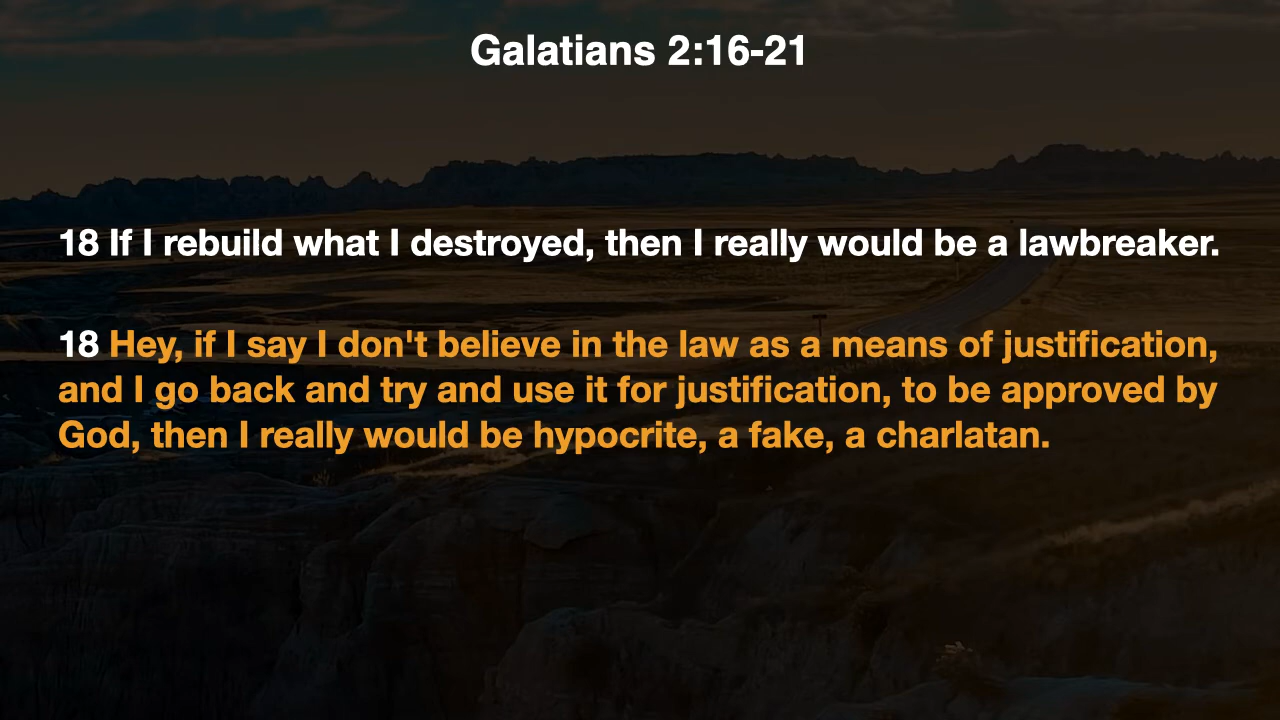 Galatians 2:16-21
18 If I rebuild what I destroyed, then I really would be a lawbreaker.
18 Hey, if I say I don't believe in the law as a means of justification,
and I go back and try and use it for justification, to be approved by
God, then I really would be hypocrite, a fake, a charlatan.